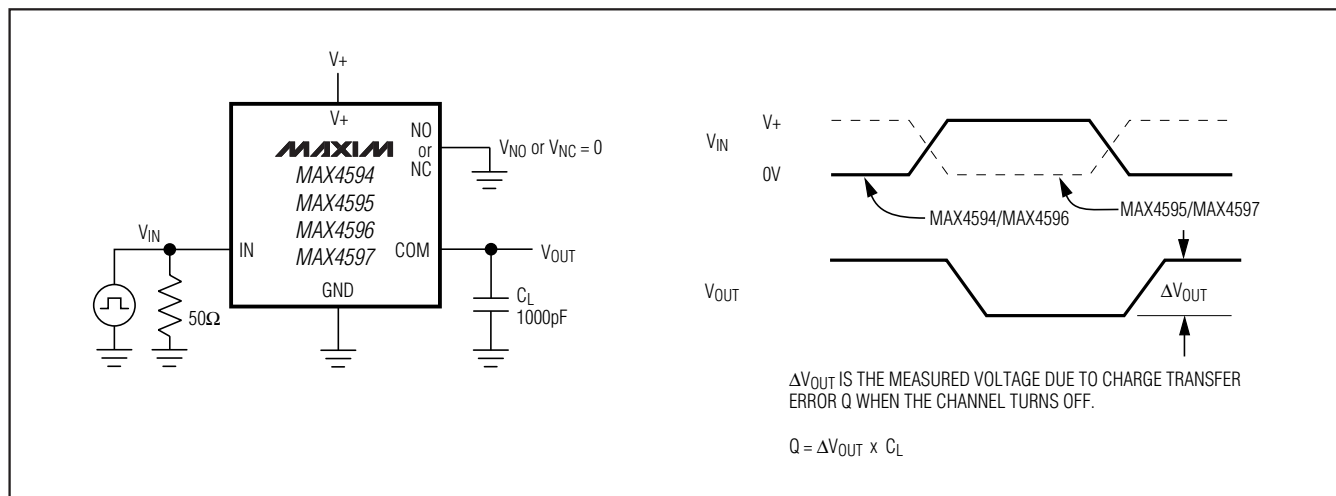 V+
V+
NO
or
NC
V_NO or V_NC = 0
MAXIM
MAX4594
MAX4595
MAX4596
MAX4597
V_IN
IN
COM
V_OUT
GND
50Ω
C_L
1000pF
V_IN
V+
0V
MAX4594/MAX4596
MAX4595/MAX4597
V_OUT
ΔV_OUT
ΔV_OUT IS THE MEASURED VOLTAGE DUE TO CHARGE TRANSFER
ERROR Q WHEN THE CHANNEL TURNS OFF.
Q = ΔV_OUT x C_L